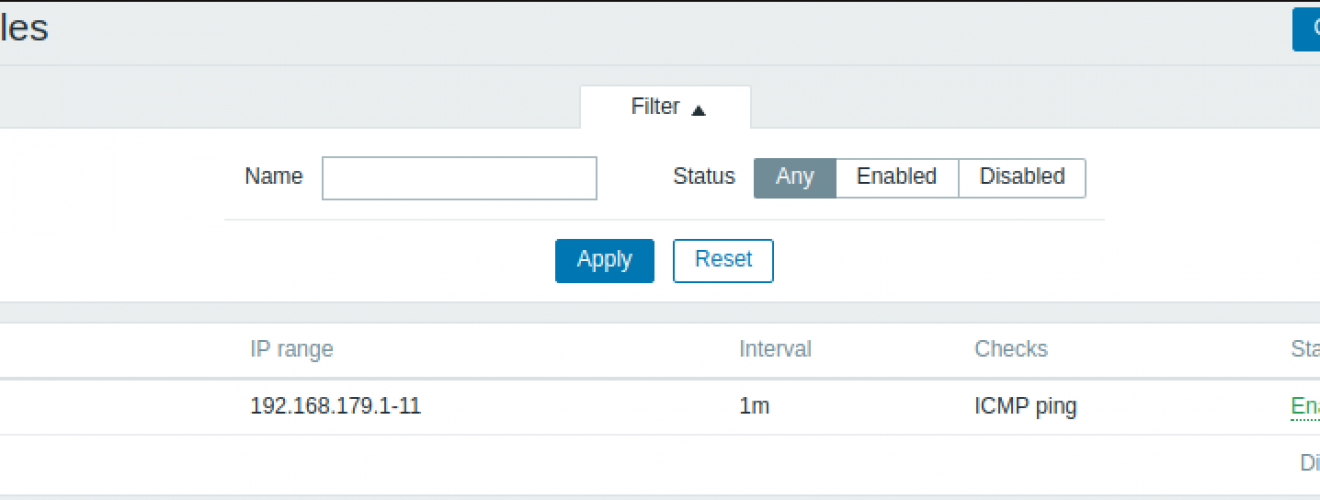 les
Filter ▲
Name Status Any Enabled Disabled
Apply Reset
IP range Interval Checks Sta
192.168.179.1-11 1m ICMP ping Ena
Di